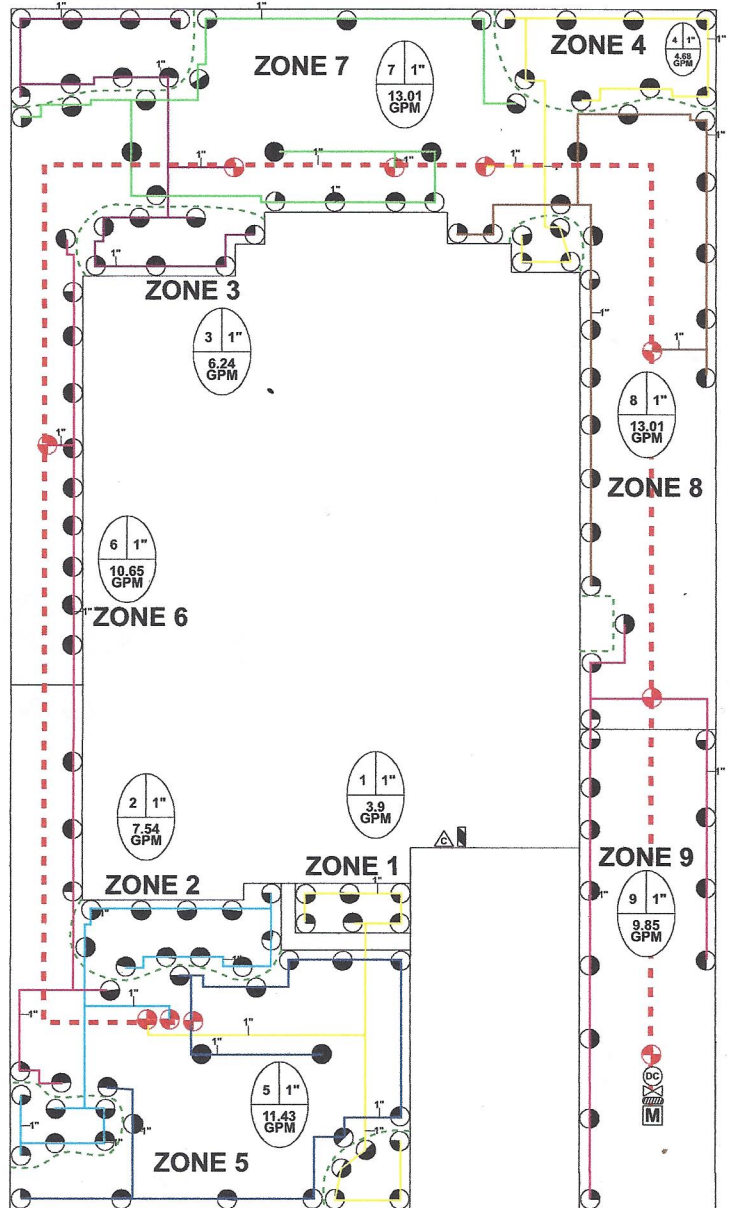 1"
1"
ZONE 7
ZONE 4
4 1"
4.68
GPM
1"
7 1"
13.01
GPM
1"
1"
1"
1"
1"
1"
1"
ZONE 3
3 1"
6.24
GPM
1"
1"
8 1"
13.01
GPM
1"
ZONE 8
6 1"
10.65
GPM
1"
ZONE 6
1"
2 1"
7.54
GPM
1 1"
3.9
GPM
C
ZONE 2
ZONE 1
ZONE 9
1"
1"
9 1"
9.85
GPM
1"
1"
1"
1"
DC
M
5 1"
11.43
GPM
1"
1"
1"
1"
ZONE 5